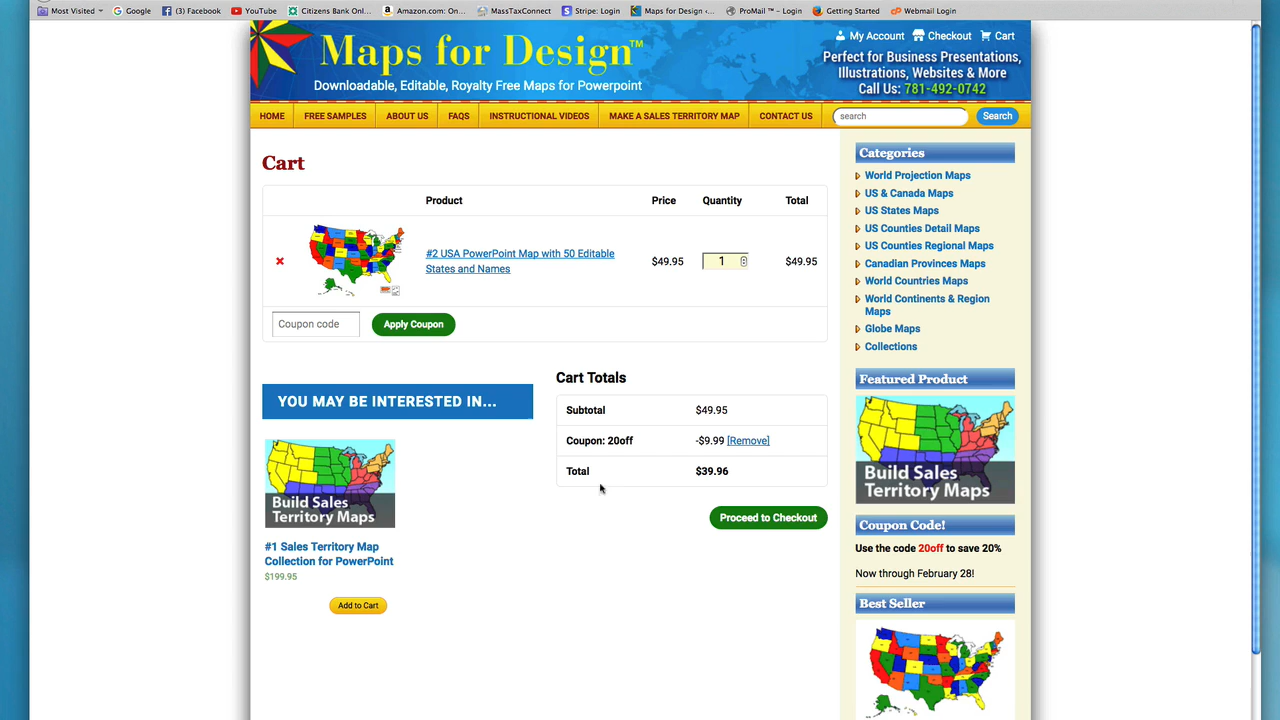 Most Visited
Google
(3) Facebook
YouTube
Citizens Bank Onl...
Amazon.com: On...
MassTaxConnect
Stripe: Login
Maps for Design <...
WorMail ™ – Login
Getting Started
Webmail Login
Maps for Design™
Downloadable, Editable, Royalty Free Maps for Powerpoint
My Account
Checkout
Cart
Perfect for Business Presentations,
Illustrations, Websites & More
Call Us: 781-492-0742
HOME
FREE SAMPLES
ABOUT US
FAQS
INSTRUCTIONAL VIDEOS
MAKE A SALES TERRITORY MAP
CONTACT US
search
Search
Cart
Product
Price
Quantity
Total
#2 USA PowerPoint Map with 50 Editable
States and Names
$49.95
1
$49.95
Coupon code
Apply Coupon
YOU MAY BE INTERESTED IN...
Build Sales
Territory Maps
#1 Sales Territory Map
Collection for PowerPoint
$199.95
Add to Cart
Cart Totals
Subtotal $49.95
Coupon: 20off -$9.99 [Remove]
Total $39.96
Proceed to Checkout
Categories
World Projection Maps
US & Canada Maps
US States Maps
US Counties Detail Maps
US Counties Regional Maps
Canadian Provinces Maps
World Countries Maps
World Continents & Region
Maps
Globe Maps
Collections
Featured Product
Build Sales
Territory Maps
Coupon Code!
Use the code 20off to save 20%
Now through February 28!
Best Seller